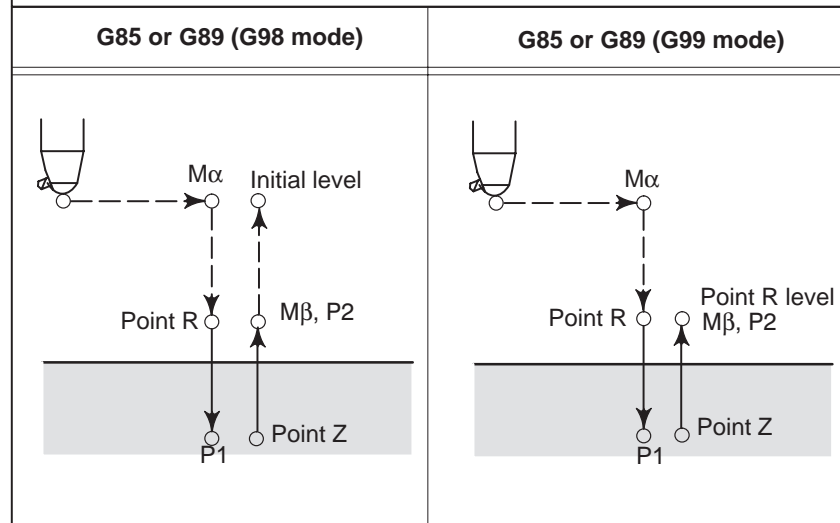 G85 or G89 (G98 mode)
G85 or G89 (G99 mode)
Mα
Initial level
Point R
Mβ, P2
Point Z
P1
Mα
Point R level
Point R
Mβ, P2
Point Z
P1